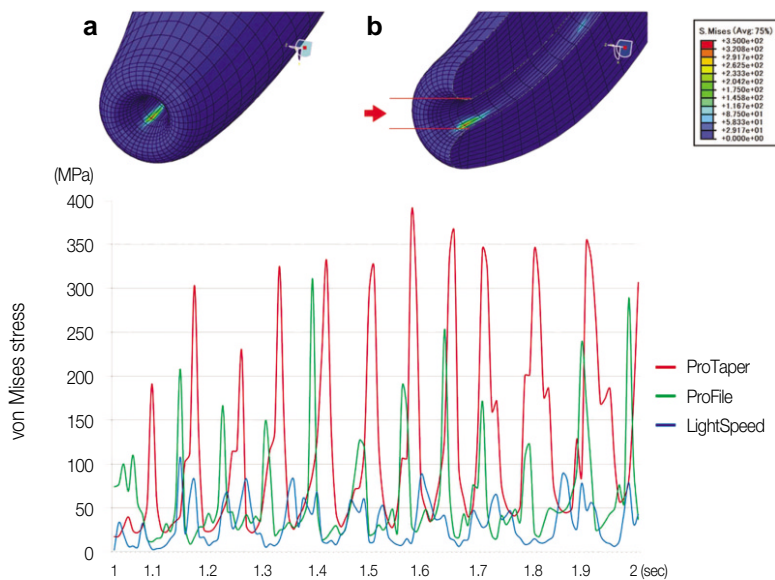 a
b
S. Mises (Avg: 75%)
+3.500e+02
+3.208e+02
+2.917e+02
+2.625e+02
+2.333e+02
+2.042e+02
+1.750e+02
+1.458e+02
+1.167e+02
+8.750e+01
+5.833e+01
+2.917e+01
+0.000e+00
(MPa)
400
350
300
250
200
150
100
50
0
von Mises stress
1 1.1 1.2 1.3 1.4 1.5 1.6 1.7 1.8 1.9 2 (sec)
ProTaper
ProFile
LightSpeed